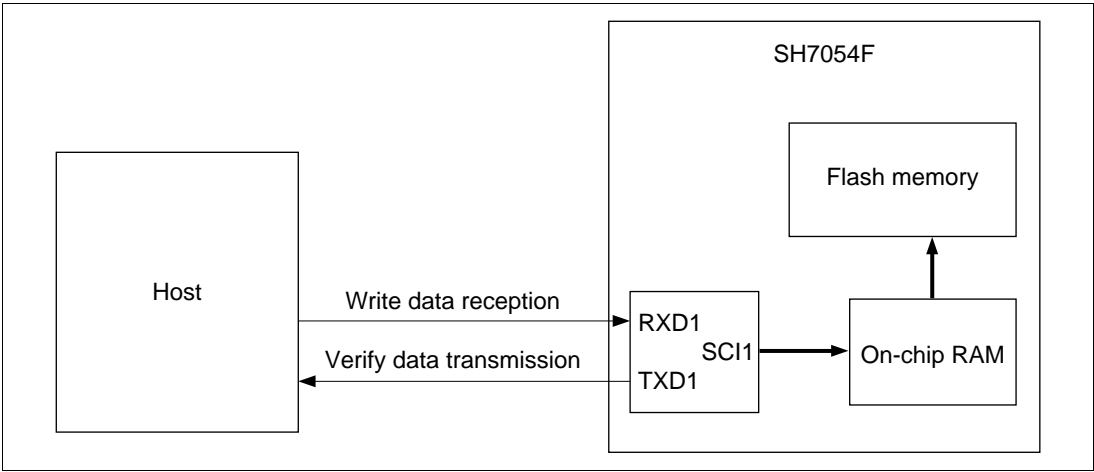 SH7054F
Flash memory
Host
Write data reception
RXD1
SCI1
On-chip RAM
Verify data transmission
TXD1